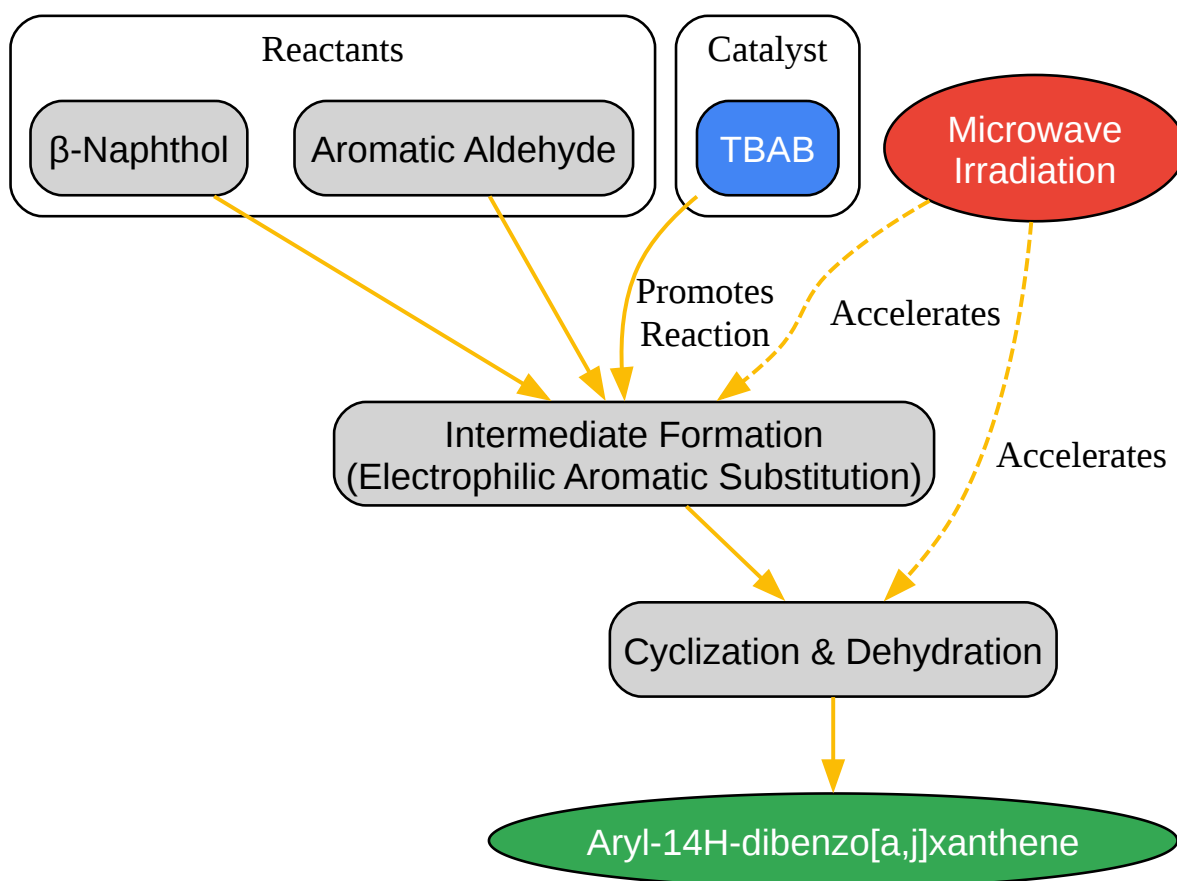 Reactants
Catalyst
β-Naphthol
Aromatic Aldehyde
TBAB
Microwave
Irradiation
Promotes
Reaction
Accelerates
Intermediate Formation
(Electrophilic Aromatic Substitution)
Accelerates
Cyclization & Dehydration
Aryl-14H-dibenzo[a,j]xanthene